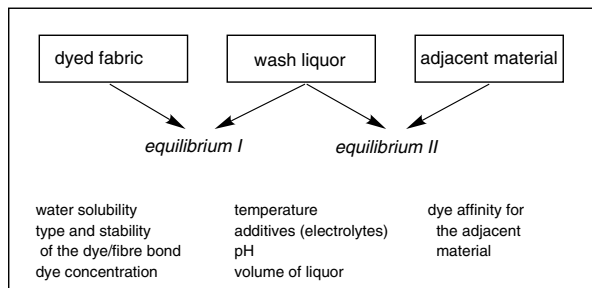 dyed fabric
wash liquor
adjacent material
equilibrium I
equilibrium II
water solubility
type and stability
of the dye/fibre bond
dye concentration
temperature
additives (electrolytes)
pH
volume of liquor
dye affinity for
the adjacent
material